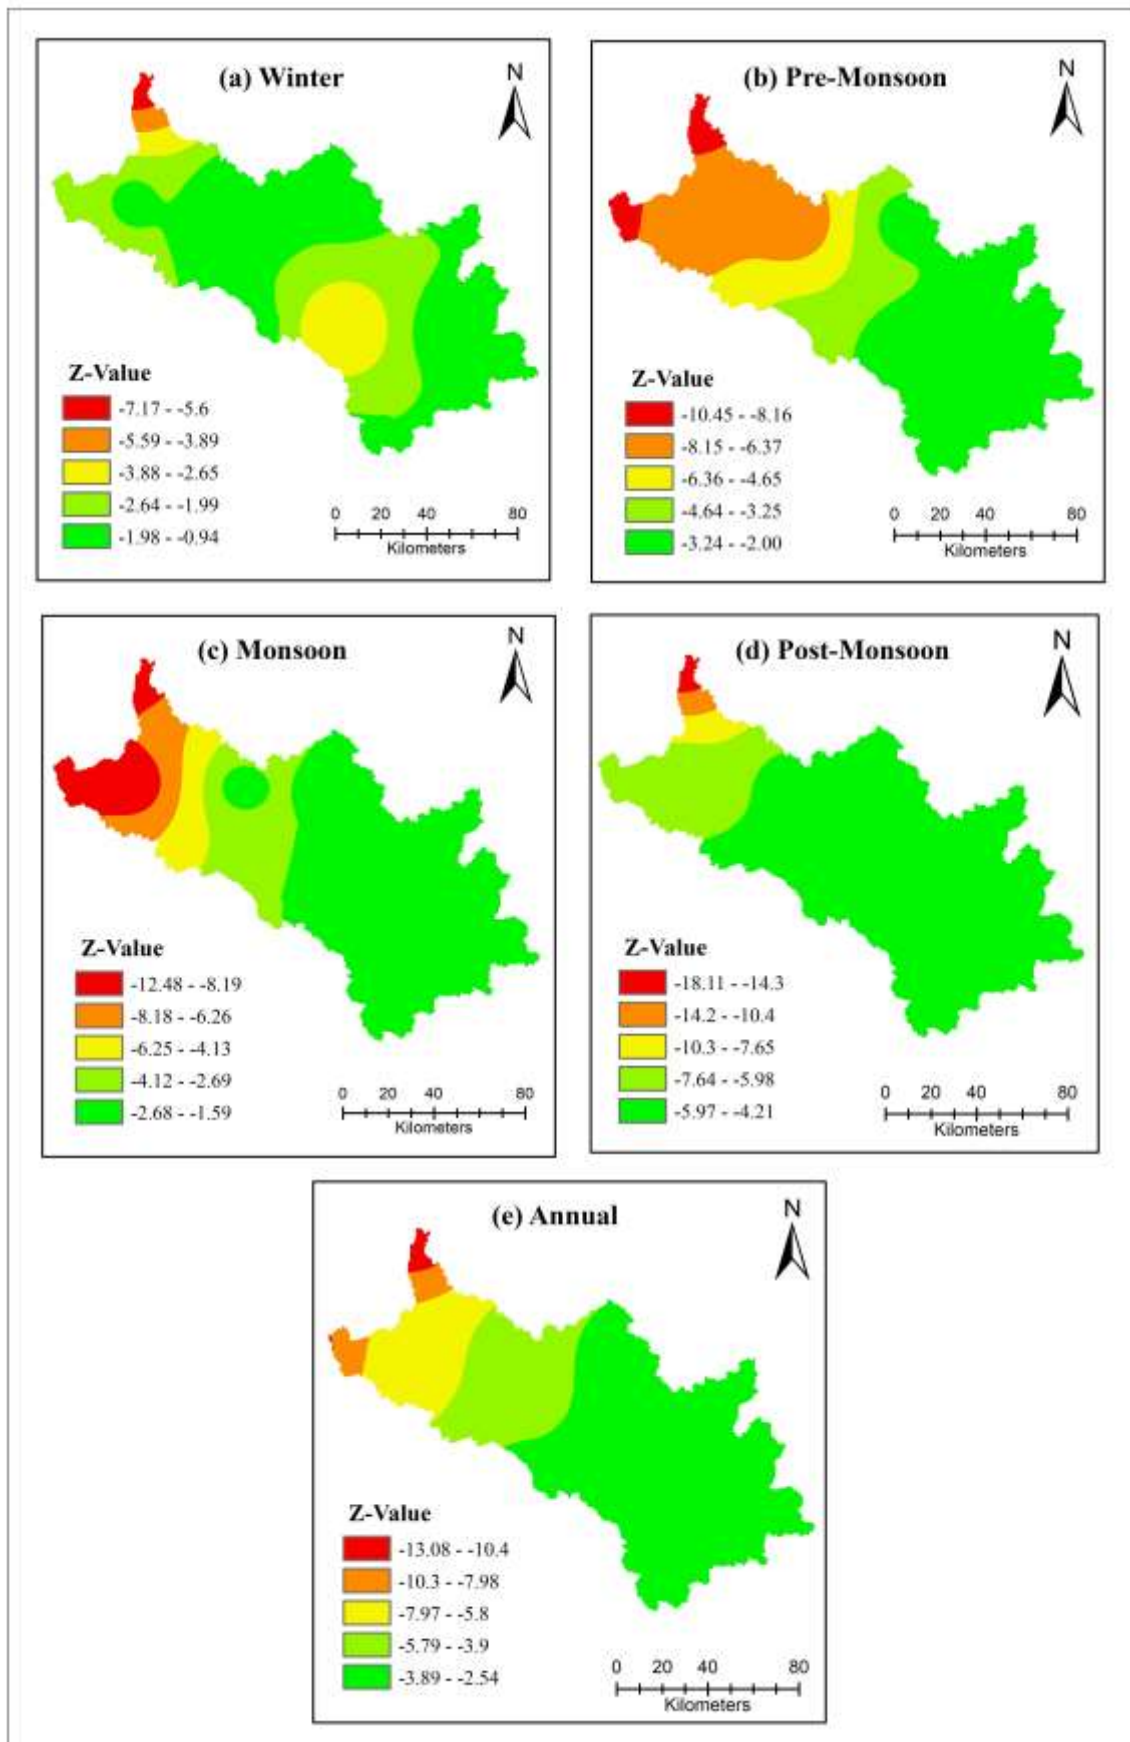 (a) Winter
N
Z-Value
-7.17 - -5.6
-5.59 - -3.89
-3.88 - -2.65
-2.64 - -1.99
-1.98 - -0.94
0 20 40 80
Kilometers
(b) Pre-Monsoon
N
Z-Value
-10.45 - -8.16
-8.15 - -6.37
-6.36 - -4.65
-4.64 - -3.25
-3.24 - -2.00
0 20 40 80
Kilometers
(c) Monsoon
N
Z-Value
-12.48 - -8.19
-8.18 - -6.26
-6.25 - -4.13
-4.12 - -2.69
-2.68 - -1.59
0 20 40 80
Kilometers
(d) Post-Monsoon
N
Z-Value
-18.11 - -14.3
-14.2 - -10.4
-10.3 - -7.65
-7.64 - -5.98
-5.97 - -4.21
0 20 40 80
Kilometers
(e) Annual
N
Z-Value
-13.08 - -10.4
-10.3 - -7.98
-7.97 - -5.8
-5.79 - -3.9
-3.89 - -2.54
0 20 40 80
Kilometers